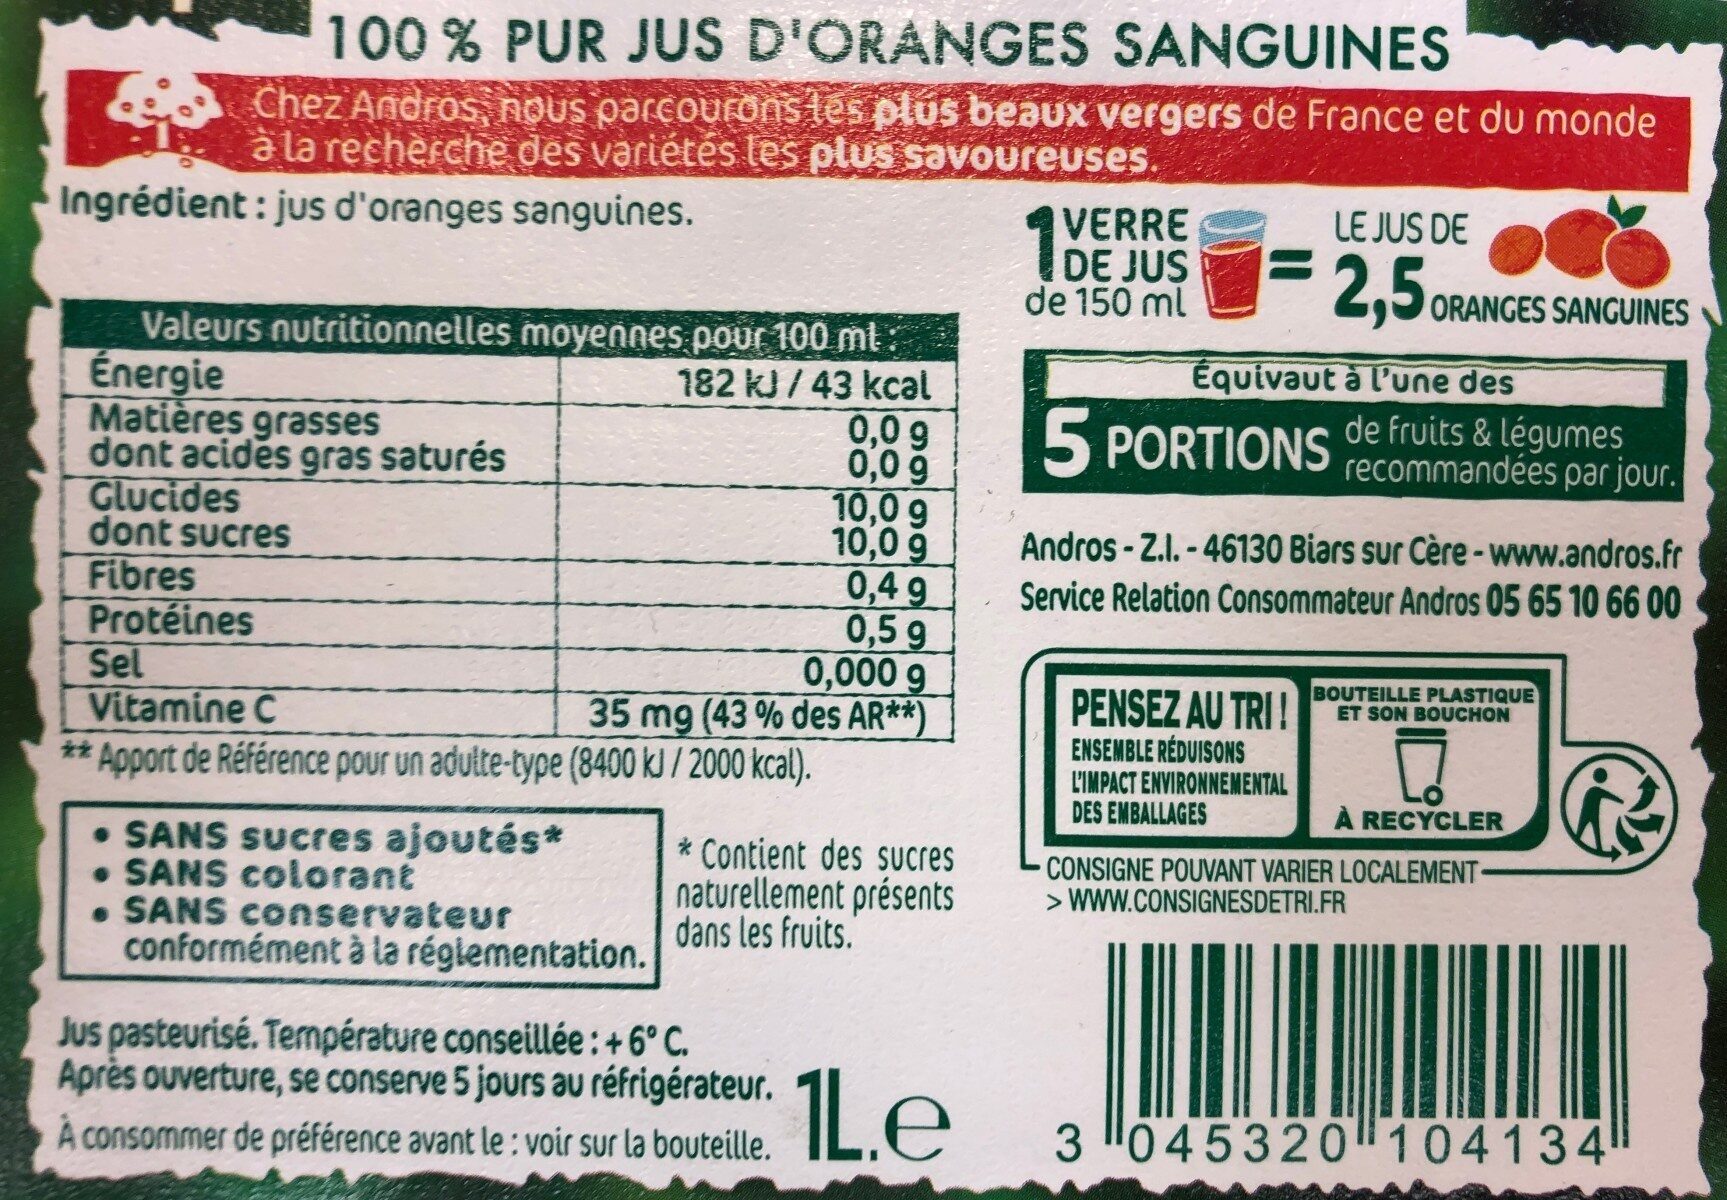 100 % PUR JUS D'ORANGES SANGUINES
Chez Andros, nous parcourons les plus beaux vergers de France et du monde
à la recherche des variétés les plus savoureuses.
Ingrédient : jus d'oranges sanguines.
Valeurs nutritionnelles moyennes pour 100 ml :
Énergie 182 kJ / 43 kcal
Matières grasses 0,0 g
dont acides gras saturés 0,0 g
Glucides 10,0 g
dont sucres 10,0 g
Fibres 0,4 g
Protéines 0,5 g
Sel 0,000 g
Vitamine C 35 mg (43 % des AR**)
** Apport de Référence pour un adulte-type (8400 kJ / 2000 kcal).
• SANS sucres ajoutés*
• SANS colorant
• SANS conservateur
conformément à la réglementation.
* Contient des sucres
naturellement présents
dans les fruits.
Jus pasteurisé. Température conseillée : + 6° C.
Après ouverture, se conserve 5 jours au réfrigérateur.
À consommer de préférence avant le : voir sur la bouteille.
1L.e
1 VERRE
DE JUS
de 150 ml
=
LE JUS DE
2,5 ORANGES SANGUINES
Équivaut à l'une des
5 PORTIONS de fruits & légumes
recommandées par jour.
Andros - Z.I. - 46130 Biars sur Cère - www.andros.fr
Service Relation Consommateur Andros 05 65 10 66 00
PENSEZ AU TRI !
ENSEMBLE RÉDUISONS
L'IMPACT ENVIRONNEMENTAL
DES EMBALLAGES
BOUTEILLE PLASTIQUE
ET SON BOUCHON
À RECYCLER
CONSIGNE POUVANT VARIER LOCALEMENT
> WWW.CONSIGNESDETRI.FR
3 045320 104134